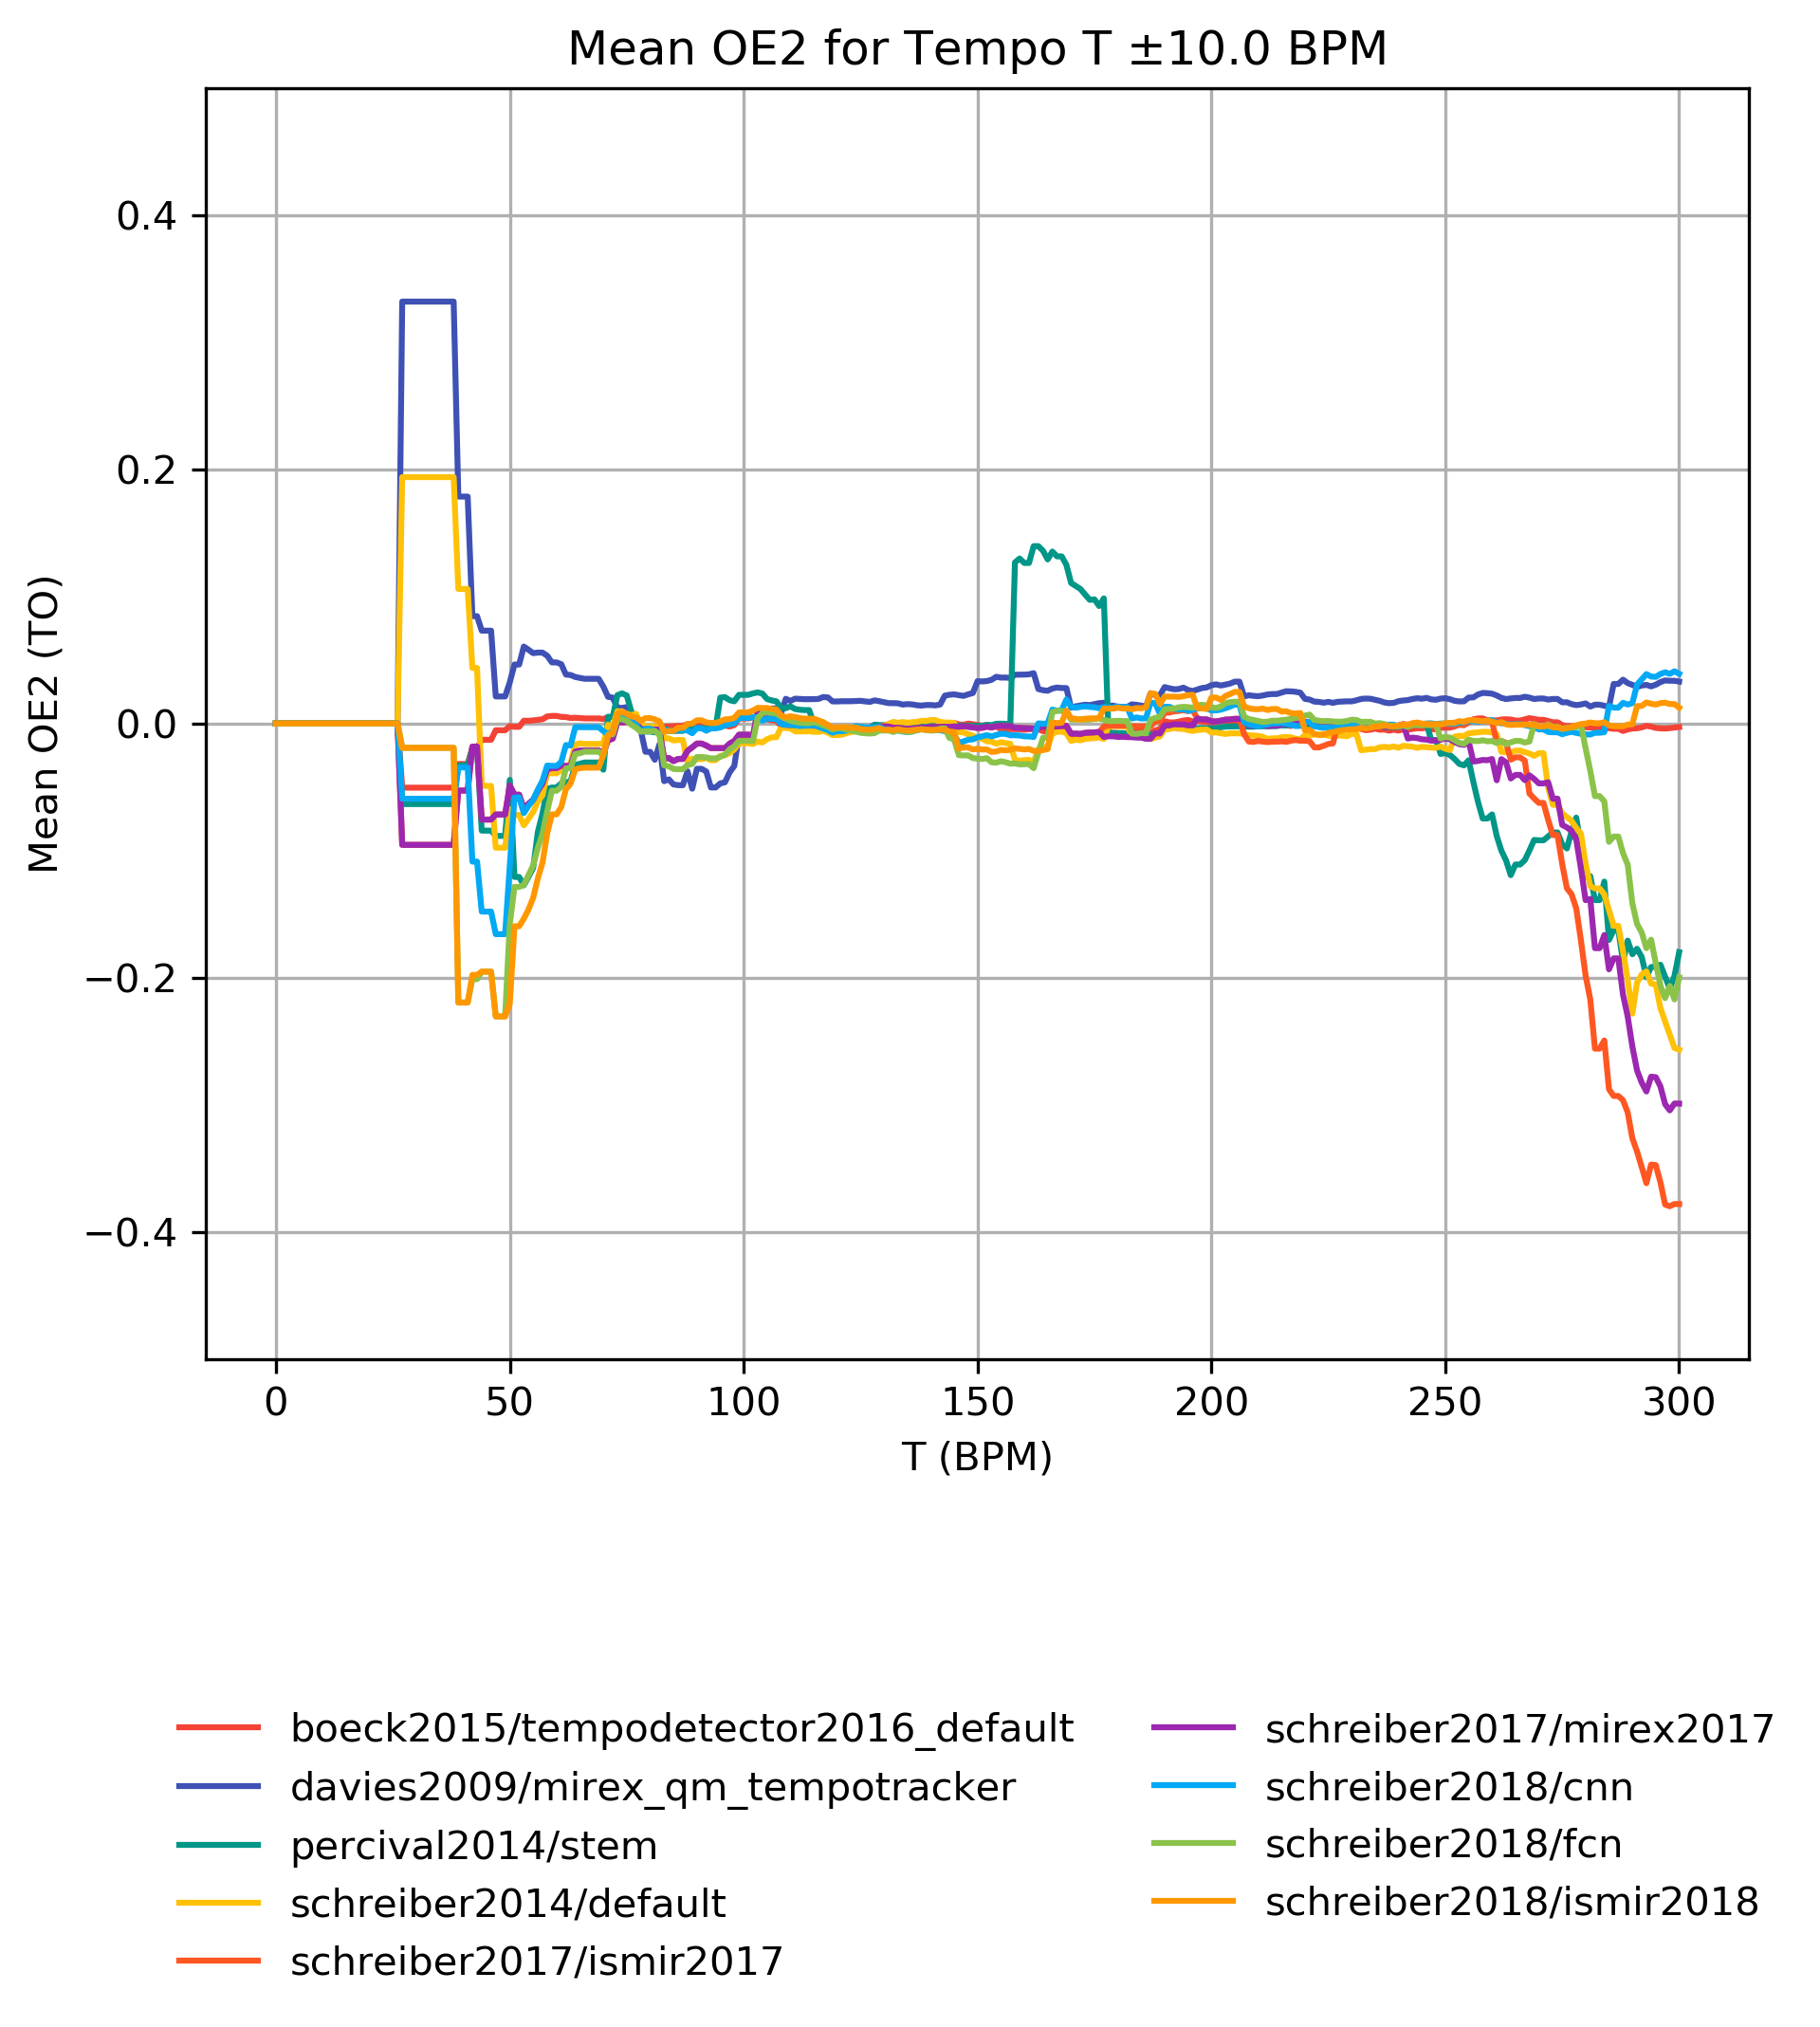 Mean OE2 for Tempo T ±10.0 BPM
Mean OE2 (TO)
0.4
0.2
0.0
−0.2
−0.4
0 50 100 150 200 250 300
T (BPM)
boeck2015/tempodetector2016_default
davies2009/mirex_qm_tempotracker
percival2014/stem
schreiber2014/default
schreiber2017/ismir2017
schreiber2017/mirex2017
schreiber2018/cnn
schreiber2018/fcn
schreiber2018/ismir2018